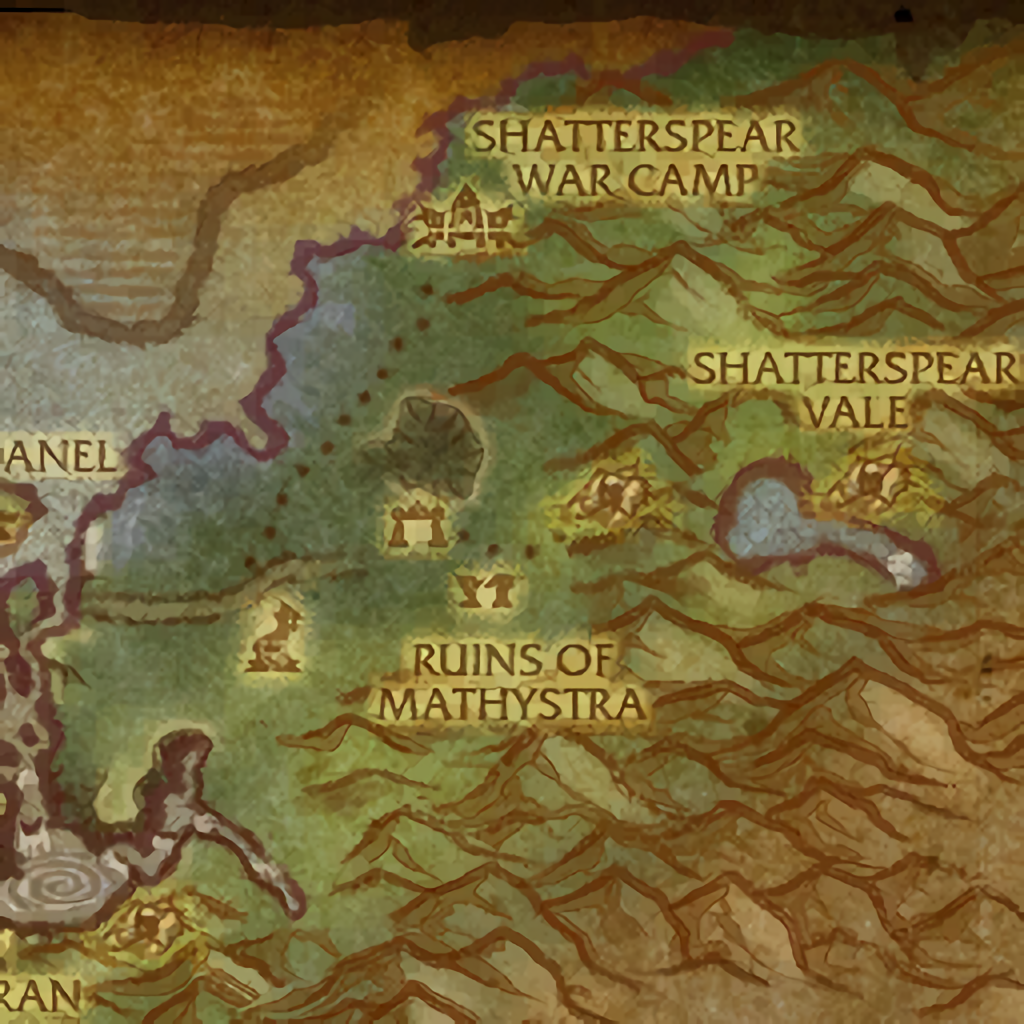 SHATTERSPEAR
WAR CAMP
SHATTERSPEAR
VALE
ANEL
RUINS OF
MATHYSTRA
RAN